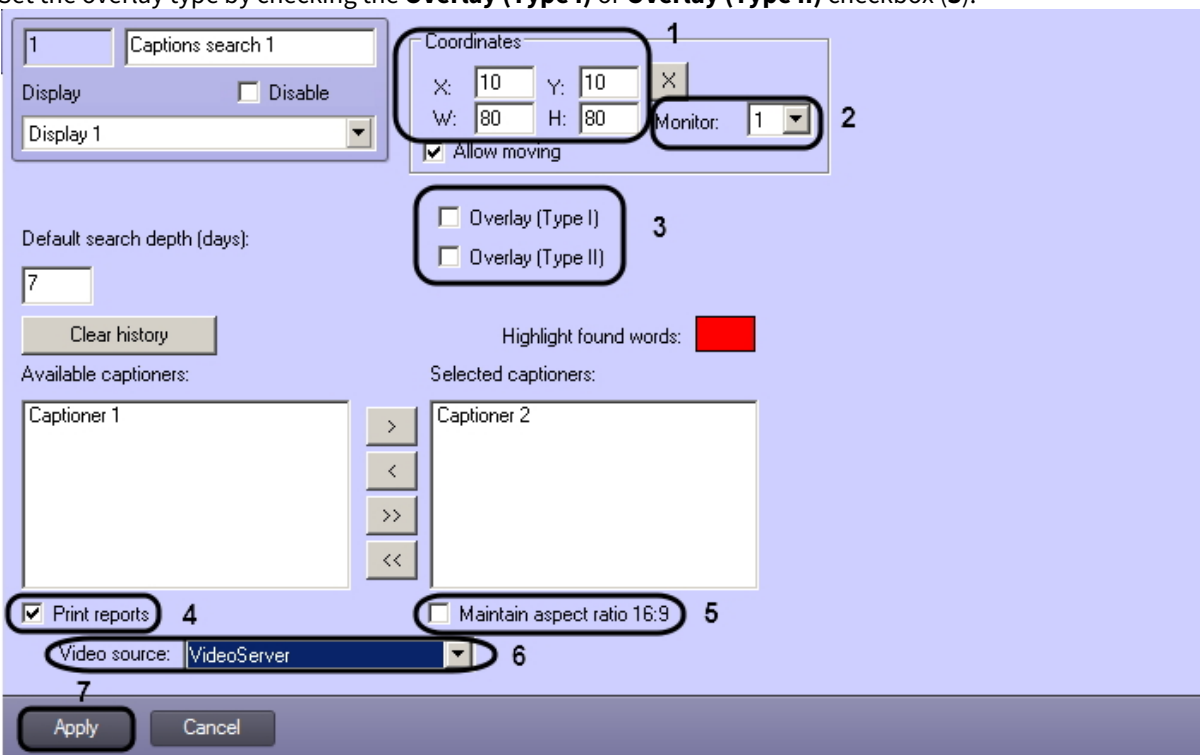 Set the overlay type by checking the Overlay (Type I) or Overlay (Type II) checkbox (3).
1 Captions search 1
Coordinates 1
X: 10 Y: 10 X
Display Disable
W: 80 H: 80 Monitor: 1 2
Display 1
Allow moving
Overlay (Type I) 3
Default search depth (days):
Overlay (Type II)
7
Clear history Highlight found words:
Available captioners: Selected captioners:
Captioner 1 > Captioner 2
<
>>
<<
Print reports 4 Maintain aspect ratio 16:9 5
Video source: VideoServer 6
7
Apply Cancel